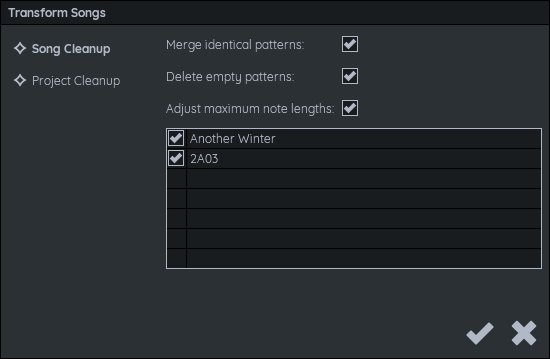 Transform Songs
Song Cleanup
Project Cleanup
Merge identical patterns:
Delete empty patterns:
Adjust maximum note lengths:
Another Winter
2A03